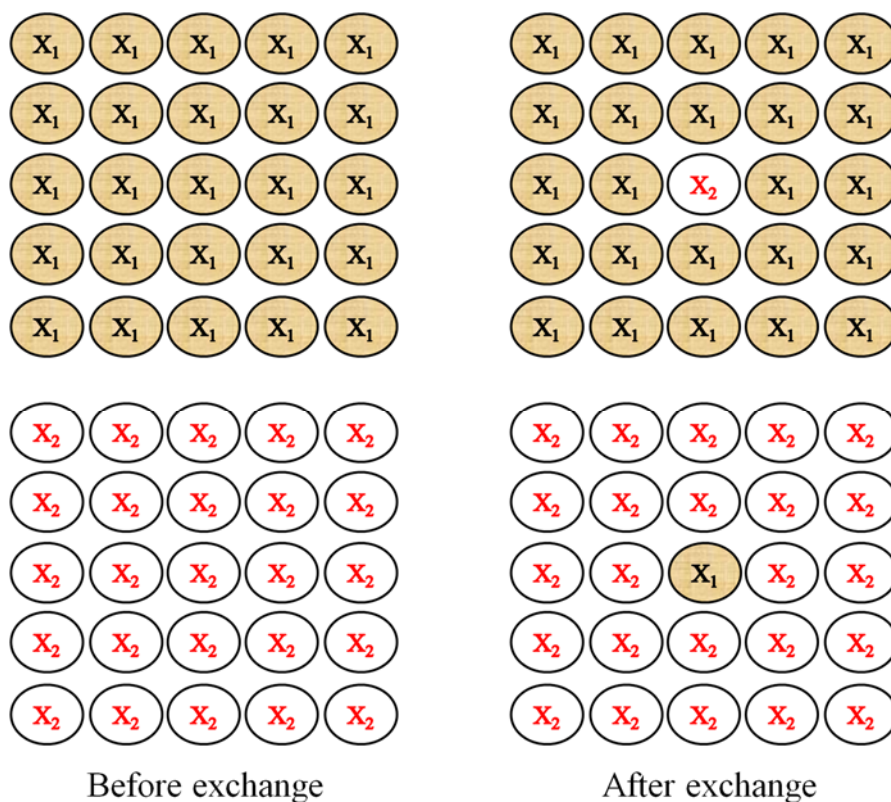 X₁ X₁ X₁ X₁ X₁ X₁ X₁ X₁ X₁ X₁
X₁ X₁ X₁ X₁ X₁ X₁ X₁ X₁ X₁ X₁
X₁ X₁ X₁ X₁ X₁ X₁ X₁ X₂ X₁ X₁
X₁ X₁ X₁ X₁ X₁ X₁ X₁ X₁ X₁ X₁
X₁ X₁ X₁ X₁ X₁ X₁ X₁ X₁ X₁ X₁
X₂ X₂ X₂ X₂ X₂ X₂ X₂ X₂ X₂ X₂
X₂ X₂ X₂ X₂ X₂ X₂ X₂ X₂ X₂ X₂
X₂ X₂ X₂ X₂ X₂ X₂ X₂ X₁ X₂ X₂
X₂ X₂ X₂ X₂ X₂ X₂ X₂ X₂ X₂ X₂
X₂ X₂ X₂ X₂ X₂ X₂ X₂ X₂ X₂ X₂
Before exchange After exchange